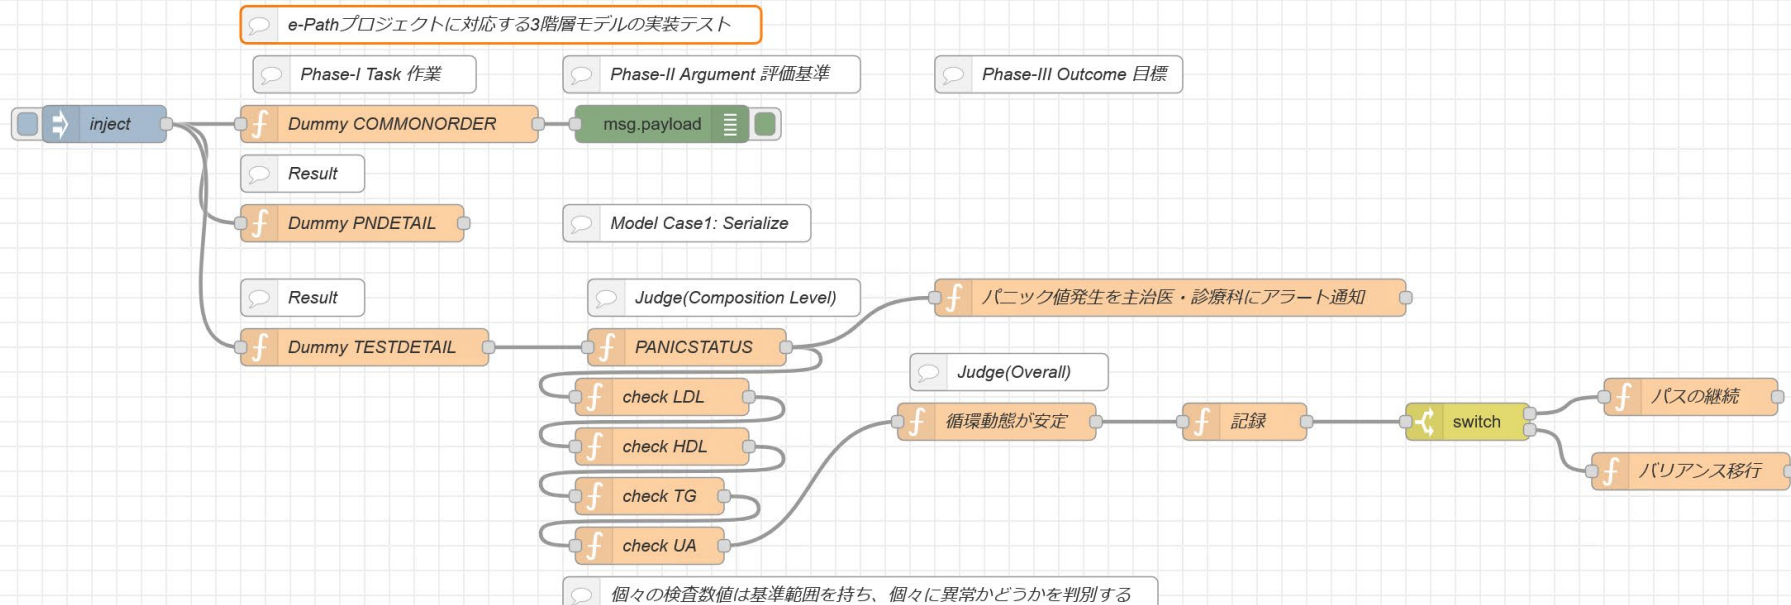 e-Pathプロジェクトに対応する3階層モデルの実装テスト
Phase-I Task 作業
Phase-II Argument 評価基準
Phase-III Outcome 目標
inject
Dummy COMMONORDER
msg.payload
Result
Dummy PNDETAIL
Model Case1: Serialize
Result
Judge(Composition Level)
パニック値発生を主治医・診療科にアラート通知
Dummy TESTDETAIL
PANICSTATUS
Judge(Overall)
check LDL
循環動態が安定
記録
switch
パスの継続
check HDL
バリアンス移行
check TG
check UA
個々の検査数値は基準範囲を持ち、個々に異常かどうかを判別する